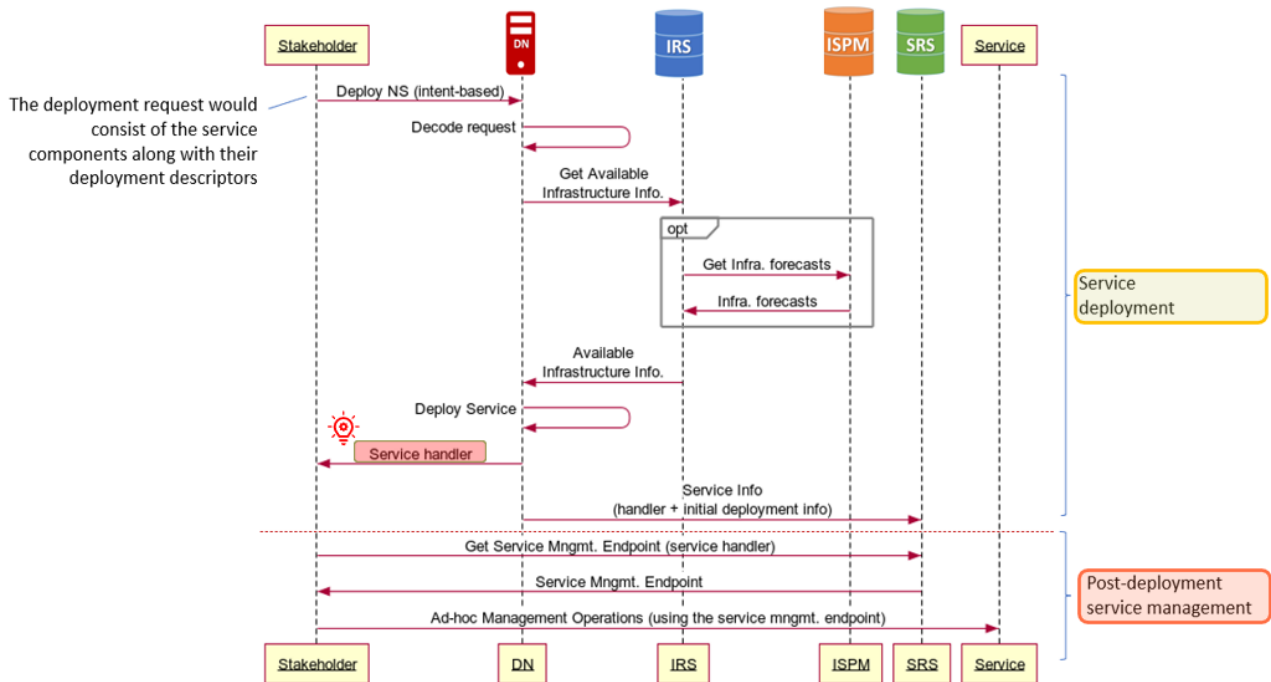 Stakeholder
DN
IRS
ISPM
SRS
Service
The deployment request would
consist of the service
components along with their
deployment descriptors
Deploy NS (intent-based)
Decode request
Get Available
Infrastructure Info.
opt
Get Infra. forecasts
Infra. forecasts
Service
deployment
Available
Infrastructure Info.
Deploy Service
Service handler
Service Info
(handler + initial deployment info)
Get Service Mngmt. Endpoint (service handler)
Service Mngmt. Endpoint
Post-deployment
service management
Ad-hoc Management Operations (using the service mngmt. endpoint)
Stakeholder
DN
IRS
ISPM
SRS
Service